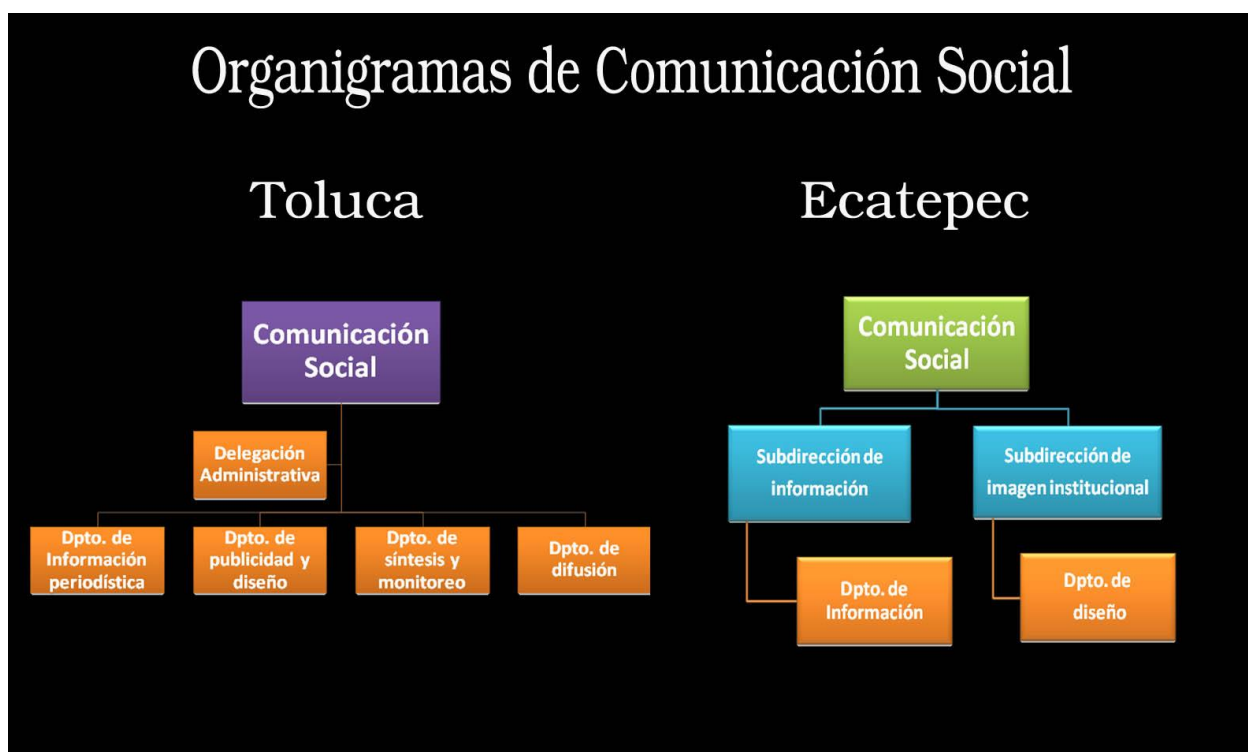 Organigramas de Comunicación Social
Toluca
Comunicación
Social
Delegación
Administrativa
Dpto. de
Información
periodística
Dpto. de
publicidad y
diseño
Dpto. de
síntesis y
monitoreo
Dpto. de
difusión
Ecatepec
Comunicación
Social
Subdirección de
información
Subdirección de
imagen institucional
Dpto. de
Información
Dpto. de
diseño